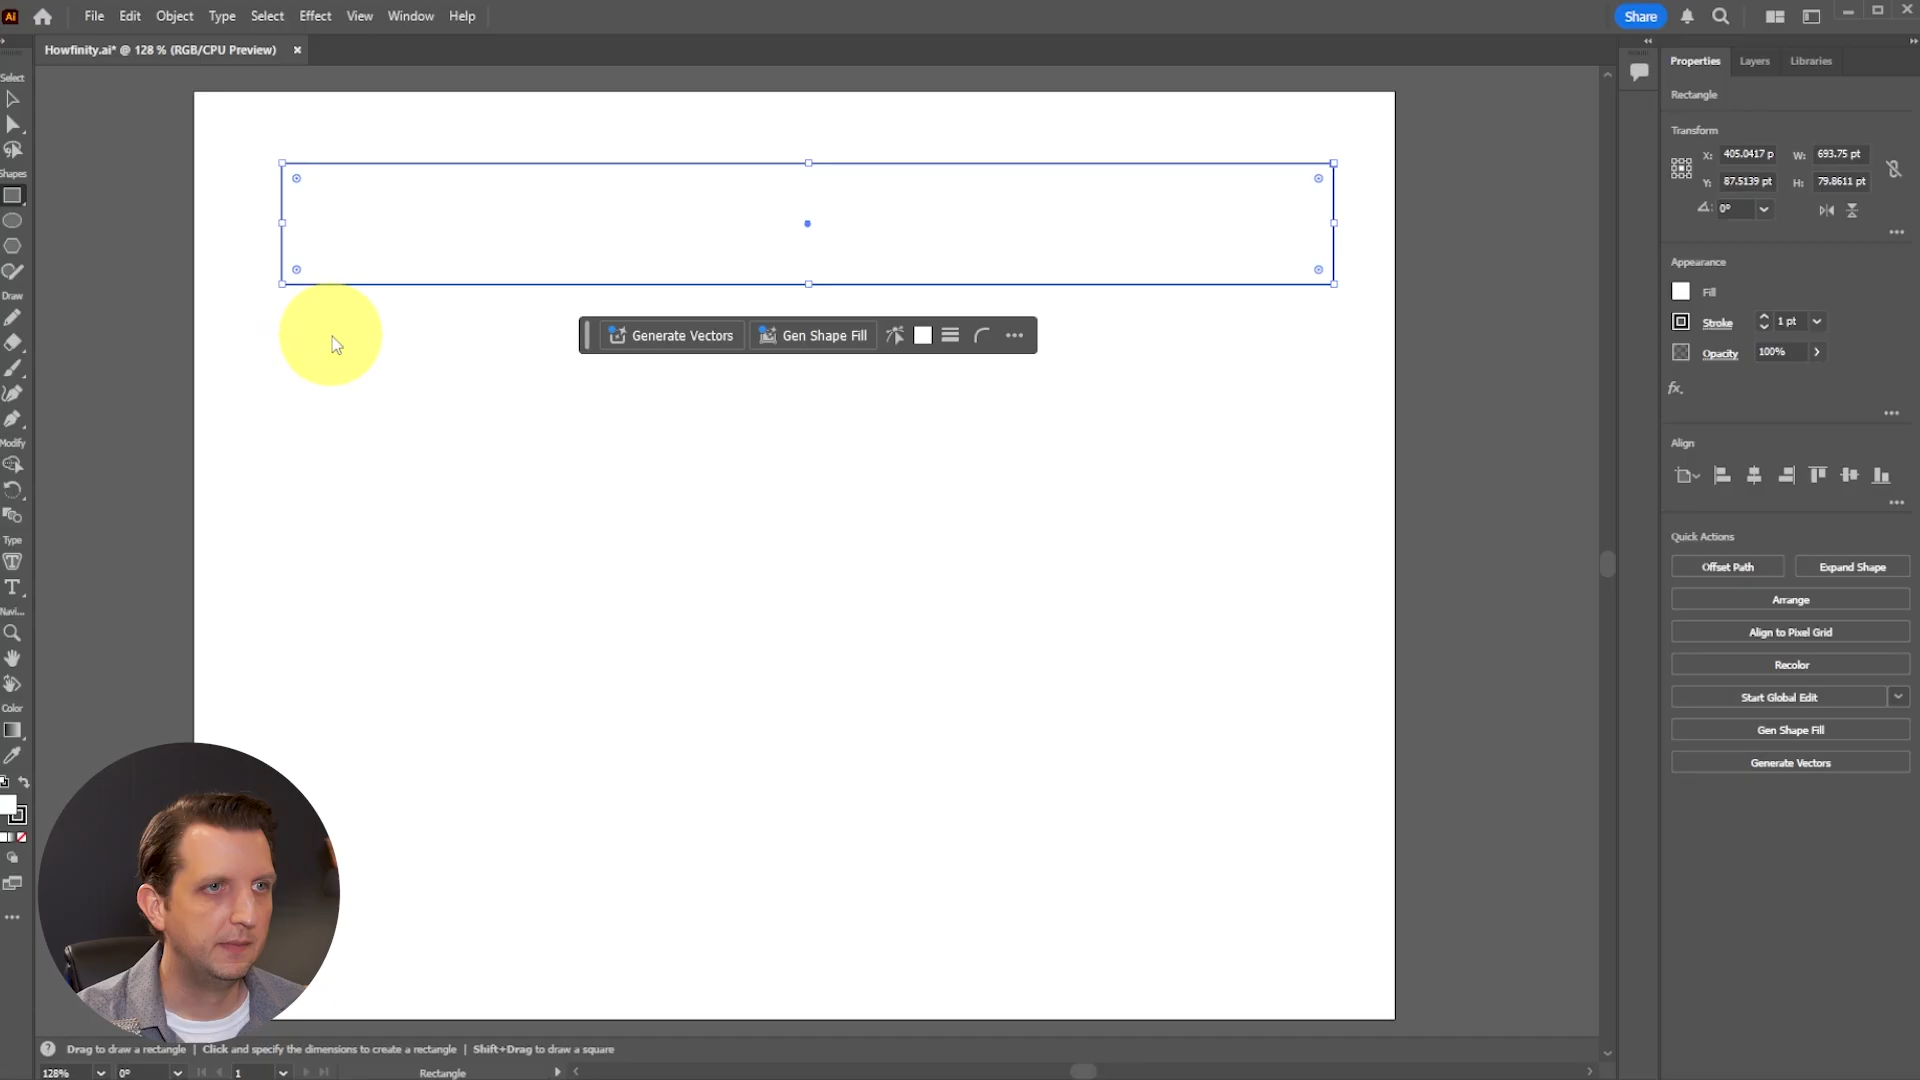 Ai File Edit Object Type Select Effect View Window Help Share
Howfinity.ai* @ 128 % (RGB/CPU Preview) ×
Select
Shapes
Draw
Modify
Type
Navi...
Color
Generate Vectors Gen Shape Fill
Properties Layers Libraries
Rectangle
Transform
X: 405.0417 p W: 693.75 pt
Y: 87.5139 pt H: 79.8611 pt
0°
Appearance
Fill
Stroke 1 pt
Opacity 100%
fx.
Align
Quick Actions
Offset Path Expand Shape
Arrange
Align to Pixel Grid
Recolor
Start Global Edit
Gen Shape Fill
Generate Vectors
Drag to draw a rectangle | Click and specify the dimensions to create a rectangle | Shift+Drag to draw a square
128% 0° 1 Rectangle